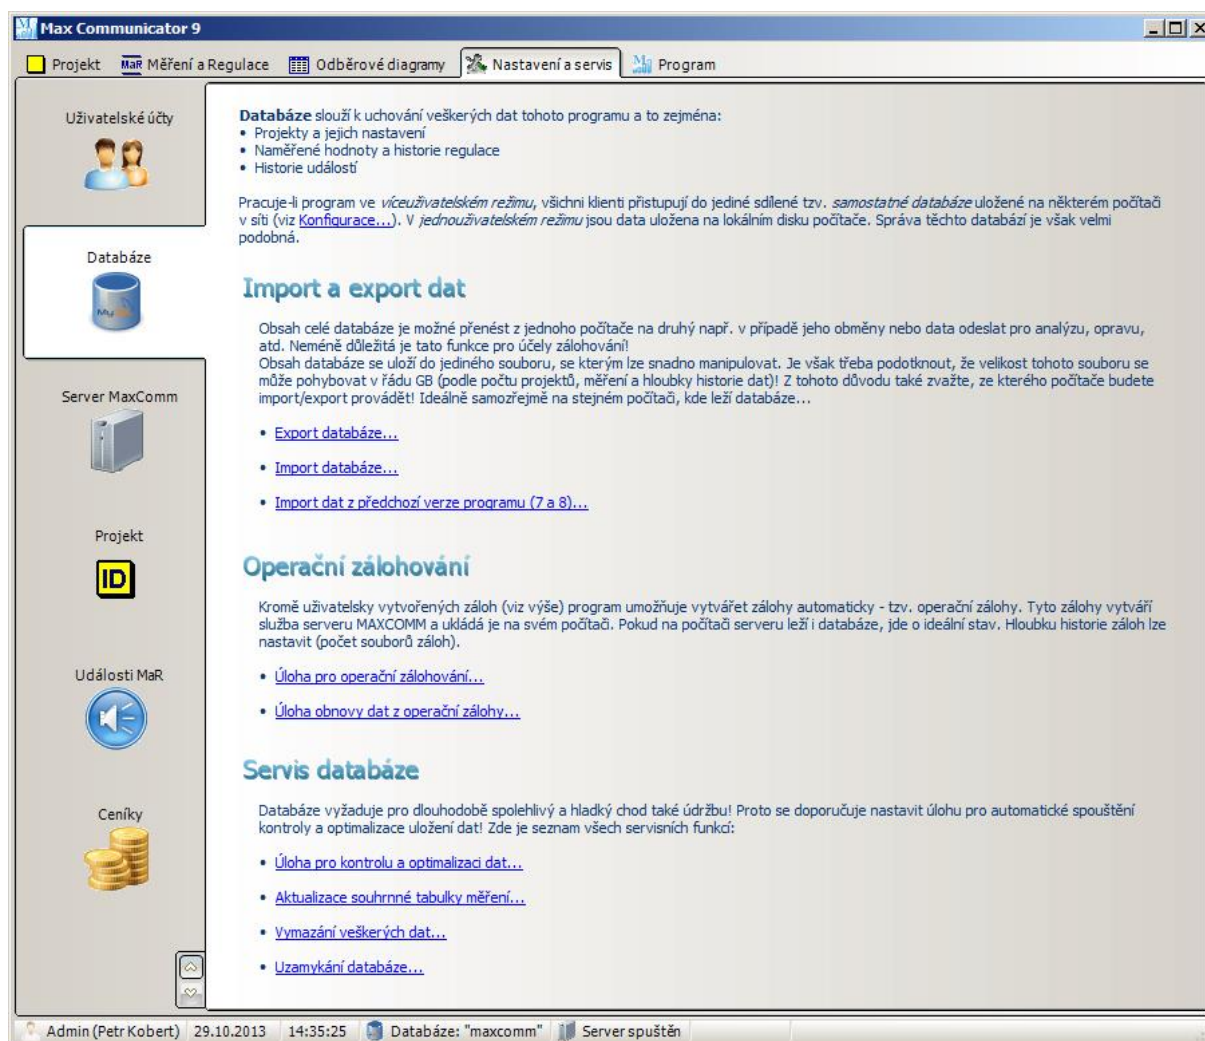 Max Communicator 9
Projekt MaR Měření a Regulace Odběrové diagramy Nastavení a servis Program
Uživatelské účty
Databáze
Server MaxComm
Projekt
ID
Události MaR
Ceníky
Databáze slouží k uchování veškerých dat tohoto programu a to zejména:
• Projekty a jejich nastavení
• Naměřené hodnoty a historie regulace
• Historie událostí
Pracuje-li program ve víceuživatelském režimu, všichni klienti přistupují do jediné sdílené tzv. samostatné databáze uložené na některém počítači
v síti (viz Konfigurace...). V jednouživatelském režimu jsou data uložena na lokálním disku počítače. Správa těchto databází je však velmi
podobná.
Import a export dat
Obsah celé databáze je možné přenést z jednoho počítače na druhý např. v případě jeho obměny nebo data odeslat pro analýzu, opravu,
atd. Neméně důležitá je tato funkce pro účely zálohování!
Obsah databáze se uloží do jediného souboru, se kterým lze snadno manipulovat. Je však třeba podotknout, že velikost tohoto souboru se
může pohybovat v řádu GB (podle počtu projektů, měření a hloubky historie dat)! Z tohoto důvodu také zvažte, ze kterého počítače budete
import/export provádět! Ideálně samozřejmě na stejném počítači, kde leží databáze...
• Export databáze...
• Import databáze...
• Import dat z předchozí verze programu (7 a 8)...
Operační zálohování
Kromě uživatelsky vytvořených záloh (viz výše) program umožňuje vytvářet zálohy automaticky - tzv. operační zálohy. Tyto zálohy vytváří
služba serveru MAXCOMM a ukládá je na svém počítači. Pokud na počítači serveru leží i databáze, jde o ideální stav. Hloubku historie záloh lze
nastavit (počet souborů záloh).
• Úloha pro operační zálohování...
• Úloha obnovy dat z operační zálohy...
Servis databáze
Databáze vyžaduje pro dlouhodobě spolehlivý a hladký chod také údržbu! Proto se doporučuje nastavit úlohu pro automatické spouštění
kontroly a optimalizace uložení dat! Zde je seznam všech servisních funkcí:
• Úloha pro kontrolu a optimalizaci dat...
• Aktualizace souhrnné tabulky měření...
• Vymazání veškerých dat...
• Uzamykání databáze...
Admin (Petr Kobert) 29.10.2013 14:35:25 Databáze: "maxcomm" Server spuštěn